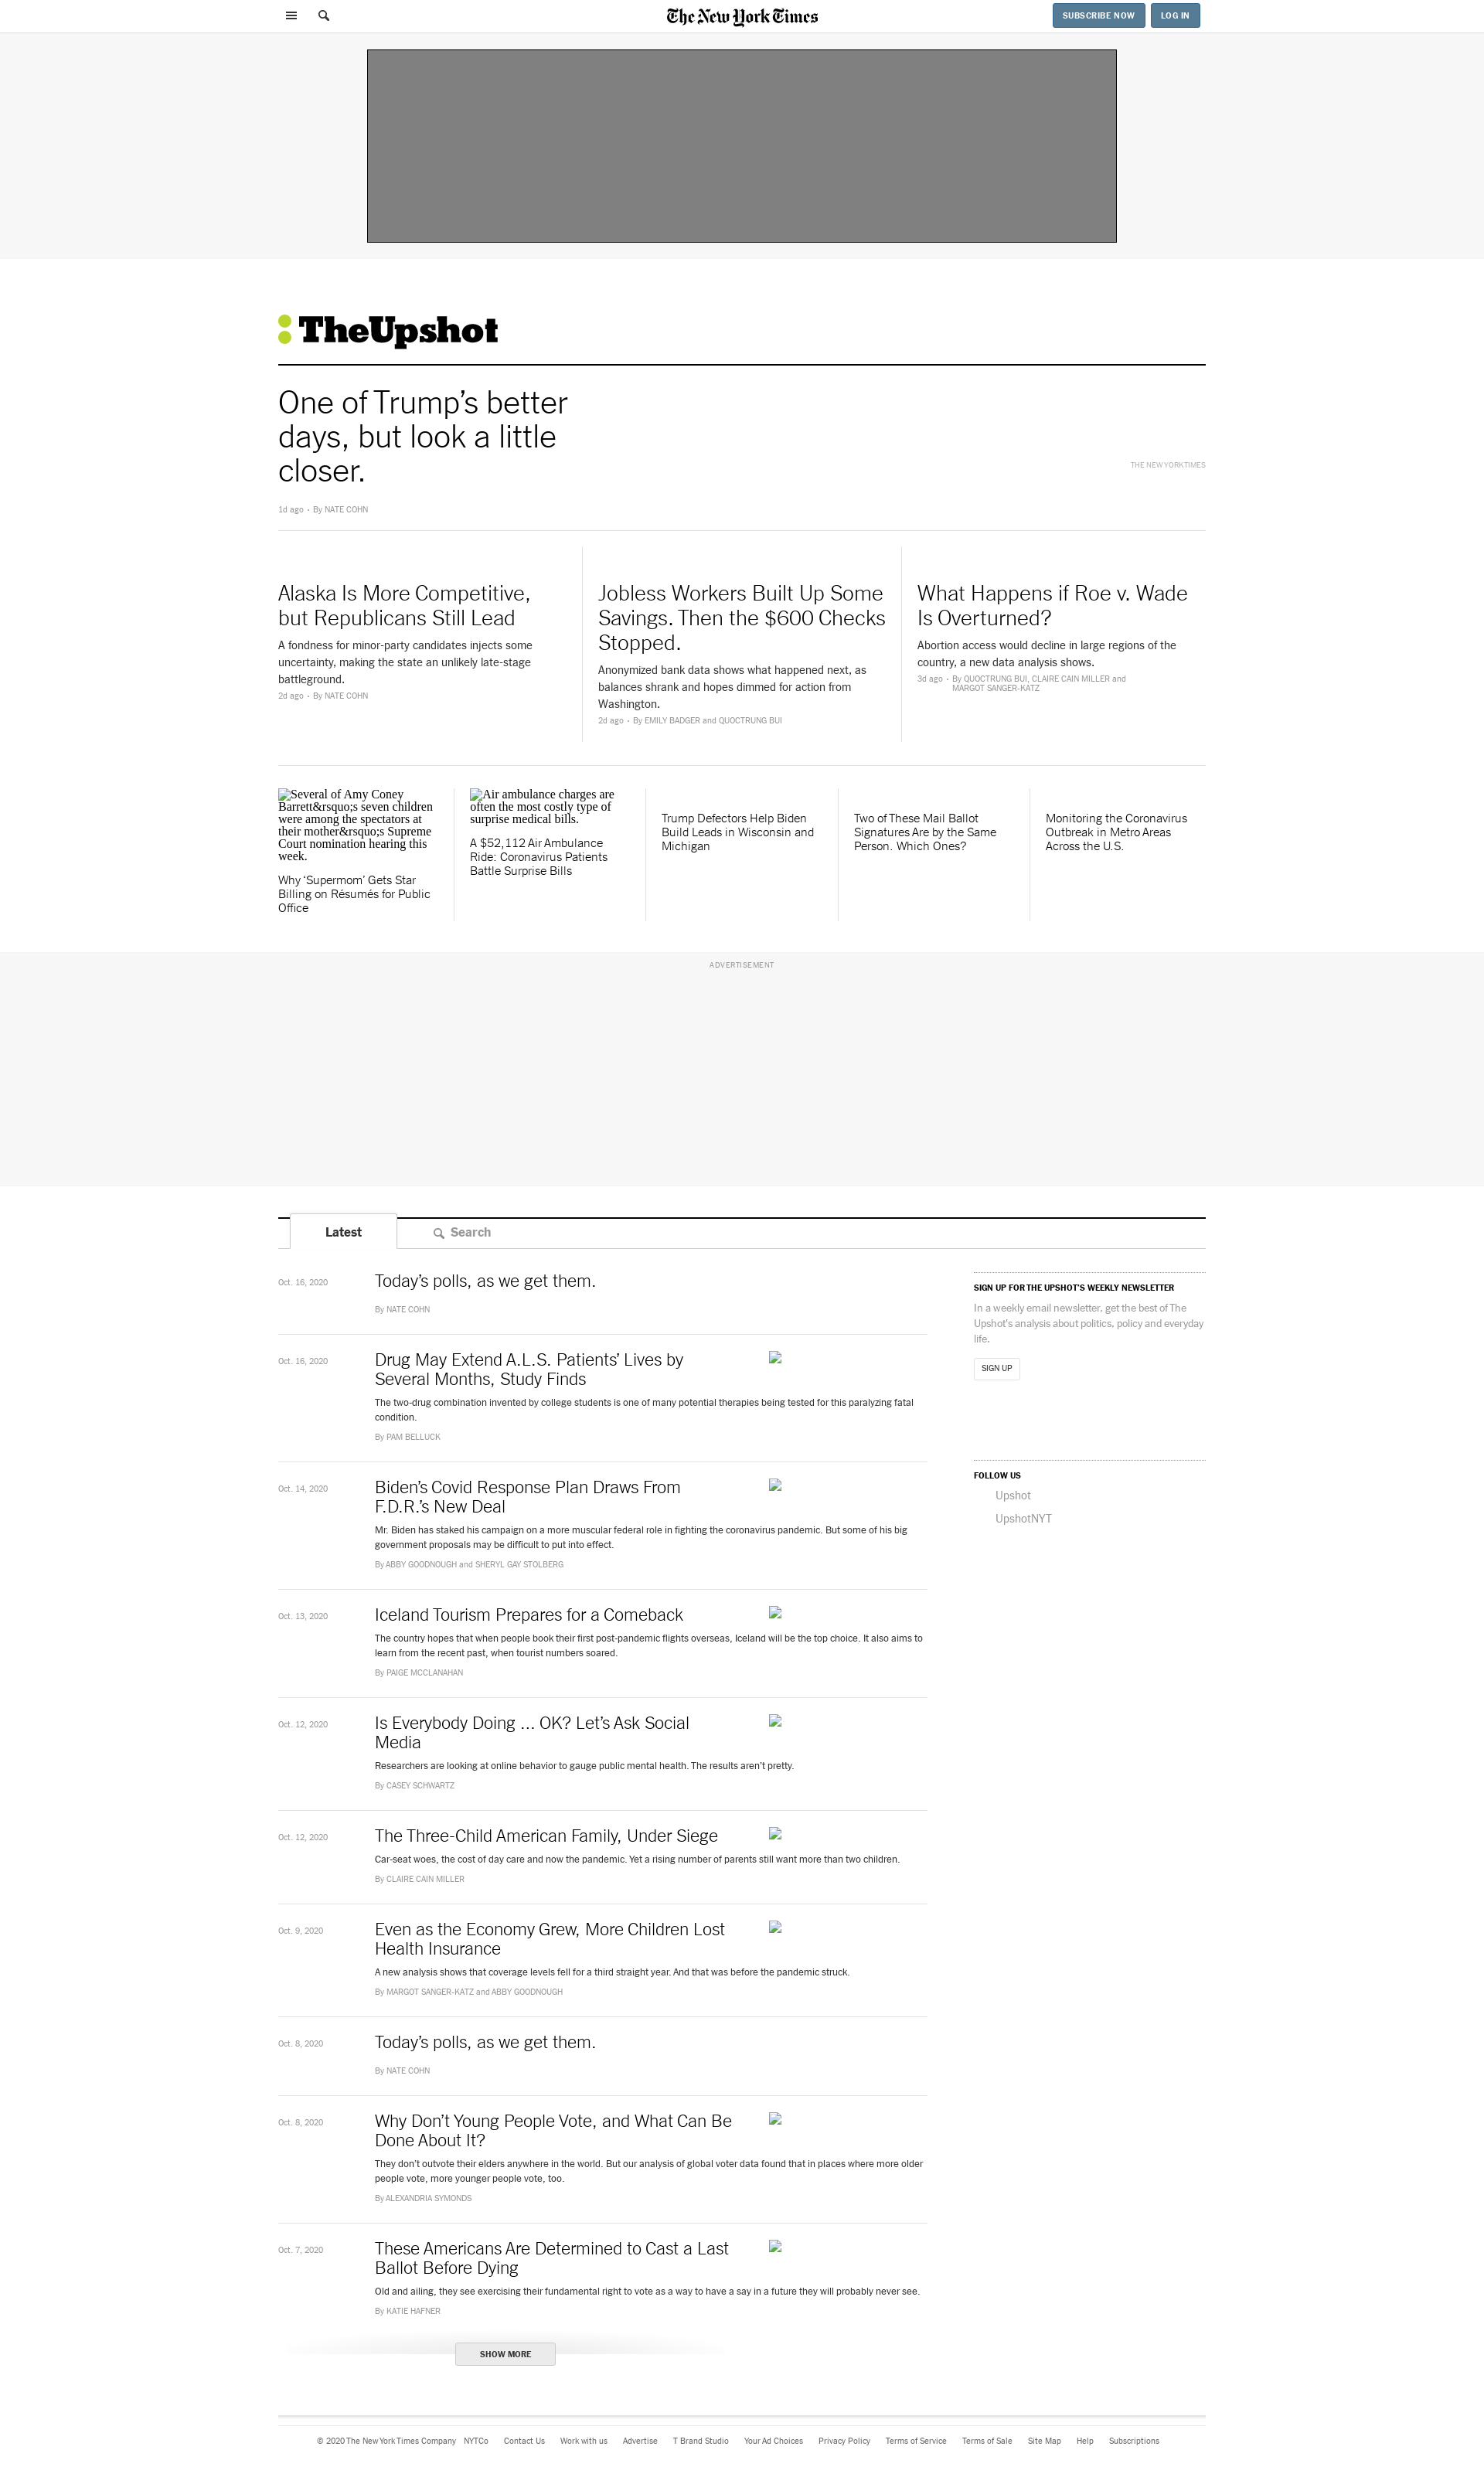 The New York Times
SUBSCRIBE NOW
LOG IN
TheUpshot
One of Trump’s better
days, but look a little
closer.
THE NEW YORK TIMES
1d ago • By NATE COHN
Alaska Is More Competitive,
but Republicans Still Lead
A fondness for minor-party candidates injects some
uncertainty, making the state an unlikely late-stage
battleground.
2d ago • By NATE COHN
Jobless Workers Built Up Some
Savings. Then the $600 Checks
Stopped.
Anonymized bank data shows what happened next, as
balances shrank and hopes dimmed for action from
Washington.
2d ago • By EMILY BADGER and QUOCTRUNG BUI
What Happens if Roe v. Wade
Is Overturned?
Abortion access would decline in large regions of the
country, a new data analysis shows.
3d ago • By QUOCTRUNG BUI, CLAIRE CAIN MILLER and
MARGOT SANGER-KATZ
Several of Amy Coney
Barrett&rsquo;s seven children
were among the spectators at
their mother&rsquo;s Supreme
Court nomination hearing this
week.
Why ‘Supermom’ Gets Star
Billing on Résumés for Public
Office
Air ambulance charges are
often the most costly type of
surprise medical bills.
A $52,112 Air Ambulance
Ride: Coronavirus Patients
Battle Surprise Bills
Trump Defectors Help Biden
Build Leads in Wisconsin and
Michigan
Two of These Mail Ballot
Signatures Are by the Same
Person. Which Ones?
Monitoring the Coronavirus
Outbreak in Metro Areas
Across the U.S.
ADVERTISEMENT
Latest
Search
Oct. 16, 2020
Today’s polls, as we get them.
By NATE COHN
Oct. 16, 2020
Drug May Extend A.L.S. Patients’ Lives by
Several Months, Study Finds
The two-drug combination invented by college students is one of many potential therapies being tested for this paralyzing fatal
condition.
By PAM BELLUCK
Oct. 14, 2020
Biden’s Covid Response Plan Draws From
F.D.R.’s New Deal
Mr. Biden has staked his campaign on a more muscular federal role in fighting the coronavirus pandemic. But some of his big
government proposals may be difficult to put into effect.
By ABBY GOODNOUGH and SHERYL GAY STOLBERG
Oct. 13, 2020
Iceland Tourism Prepares for a Comeback
The country hopes that when people book their first post-pandemic flights overseas, Iceland will be the top choice. It also aims to
learn from the recent past, when tourist numbers soared.
By PAIGE MCCLANAHAN
Oct. 12, 2020
Is Everybody Doing ... OK? Let’s Ask Social
Media
Researchers are looking at online behavior to gauge public mental health. The results aren’t pretty.
By CASEY SCHWARTZ
Oct. 12, 2020
The Three-Child American Family, Under Siege
Car-seat woes, the cost of day care and now the pandemic. Yet a rising number of parents still want more than two children.
By CLAIRE CAIN MILLER
Oct. 9, 2020
Even as the Economy Grew, More Children Lost
Health Insurance
A new analysis shows that coverage levels fell for a third straight year. And that was before the pandemic struck.
By MARGOT SANGER-KATZ and ABBY GOODNOUGH
Oct. 8, 2020
Today’s polls, as we get them.
By NATE COHN
Oct. 8, 2020
Why Don’t Young People Vote, and What Can Be
Done About It?
They don’t outvote their elders anywhere in the world. But our analysis of global voter data found that in places where more older
people vote, more younger people vote, too.
By ALEXANDRIA SYMONDS
Oct. 7, 2020
These Americans Are Determined to Cast a Last
Ballot Before Dying
Old and ailing, they see exercising their fundamental right to vote as a way to have a say in a future they will probably never see.
By KATIE HAFNER
SHOW MORE
SIGN UP FOR THE UPSHOT’S WEEKLY NEWSLETTER
In a weekly email newsletter, get the best of The
Upshot’s analysis about politics, policy and everyday
life.
SIGN UP
FOLLOW US
Upshot
UpshotNYT
© 2020 The New York Times Company NYTCo Contact Us Work with us Advertise T Brand Studio Your Ad Choices Privacy Policy Terms of Service Terms of Sale Site Map Help Subscriptions